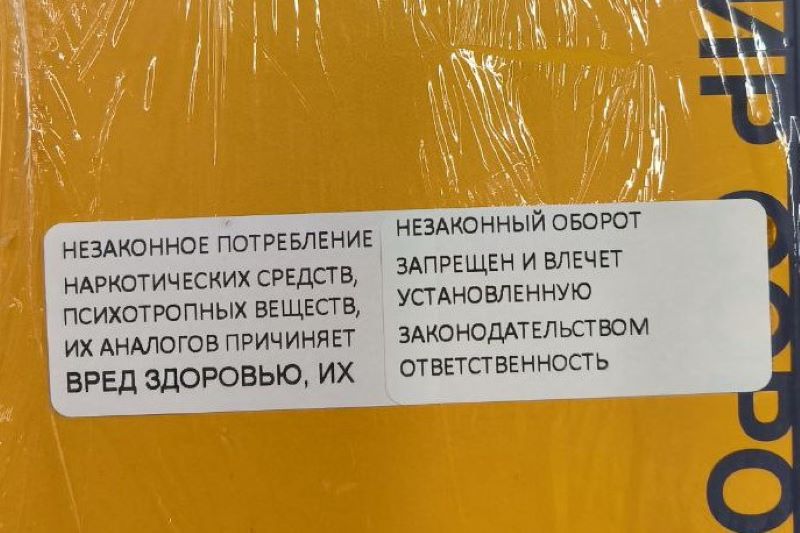 НЕЗАКОННОЕ ПОТРЕБЛЕНИЕ
НАРКОТИЧЕСКИХ СРЕДСТВ,
ПСИХОТРОПНЫХ ВЕЩЕСТВ,
ИХ АНАЛОГОВ ПРИЧИНЯЕТ
ВРЕД ЗДОРОВЬЮ, ИХ
НЕЗАКОННЫЙ ОБОРОТ
ЗАПРЕЩЕН И ВЛЕЧЕТ
УСТАНОВЛЕННУЮ
ЗАКОНОДАТЕЛЬСТВОМ
ОТВЕТСТВЕННОСТЬ